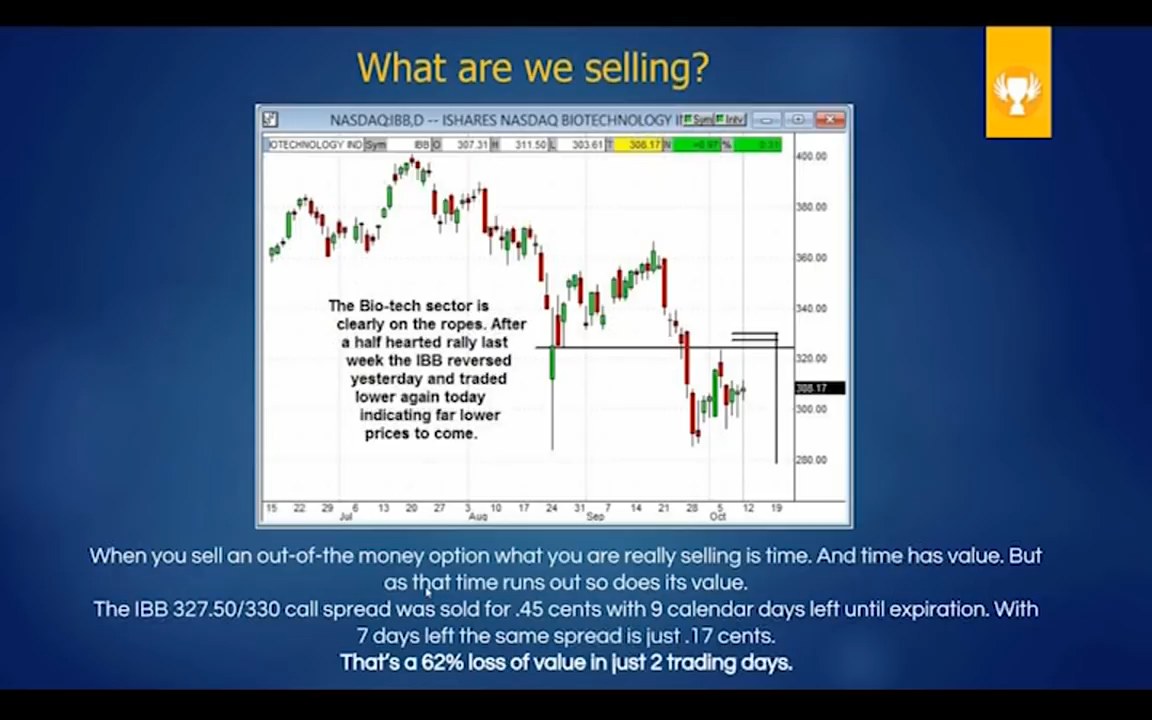 What are we selling?
NASDAQ:IBB,D -- ISHARES NASDAQ BIOTECHNOLOGY I
Sym Intv
OTECHNOLOGY IND Sym IBB O 307.31 H 311.50 L 303.61 T 308.17 N +0.97 % 0.31
400.00
380.00
360.00
The Bio-tech sector is
clearly on the ropes. After
a half hearted rally last
week the IBB reversed
yesterday and traded
lower again today
indicating far lower
prices to come.
340.00
320.00
308.17
300.00
280.00
15 22 29 6 13 20 27 3 10 17 24 31 7 14 21 28 5 12 19
Jul Aug Sep Oct
When you sell an out-of-the money option what you are really selling is time. And time has value. But
as that time runs out so does its value.
The IBB 327.50/330 call spread was sold for .45 cents with 9 calendar days left until expiration. With
7 days left the same spread is just .17 cents.
That's a 62% loss of value in just 2 trading days.